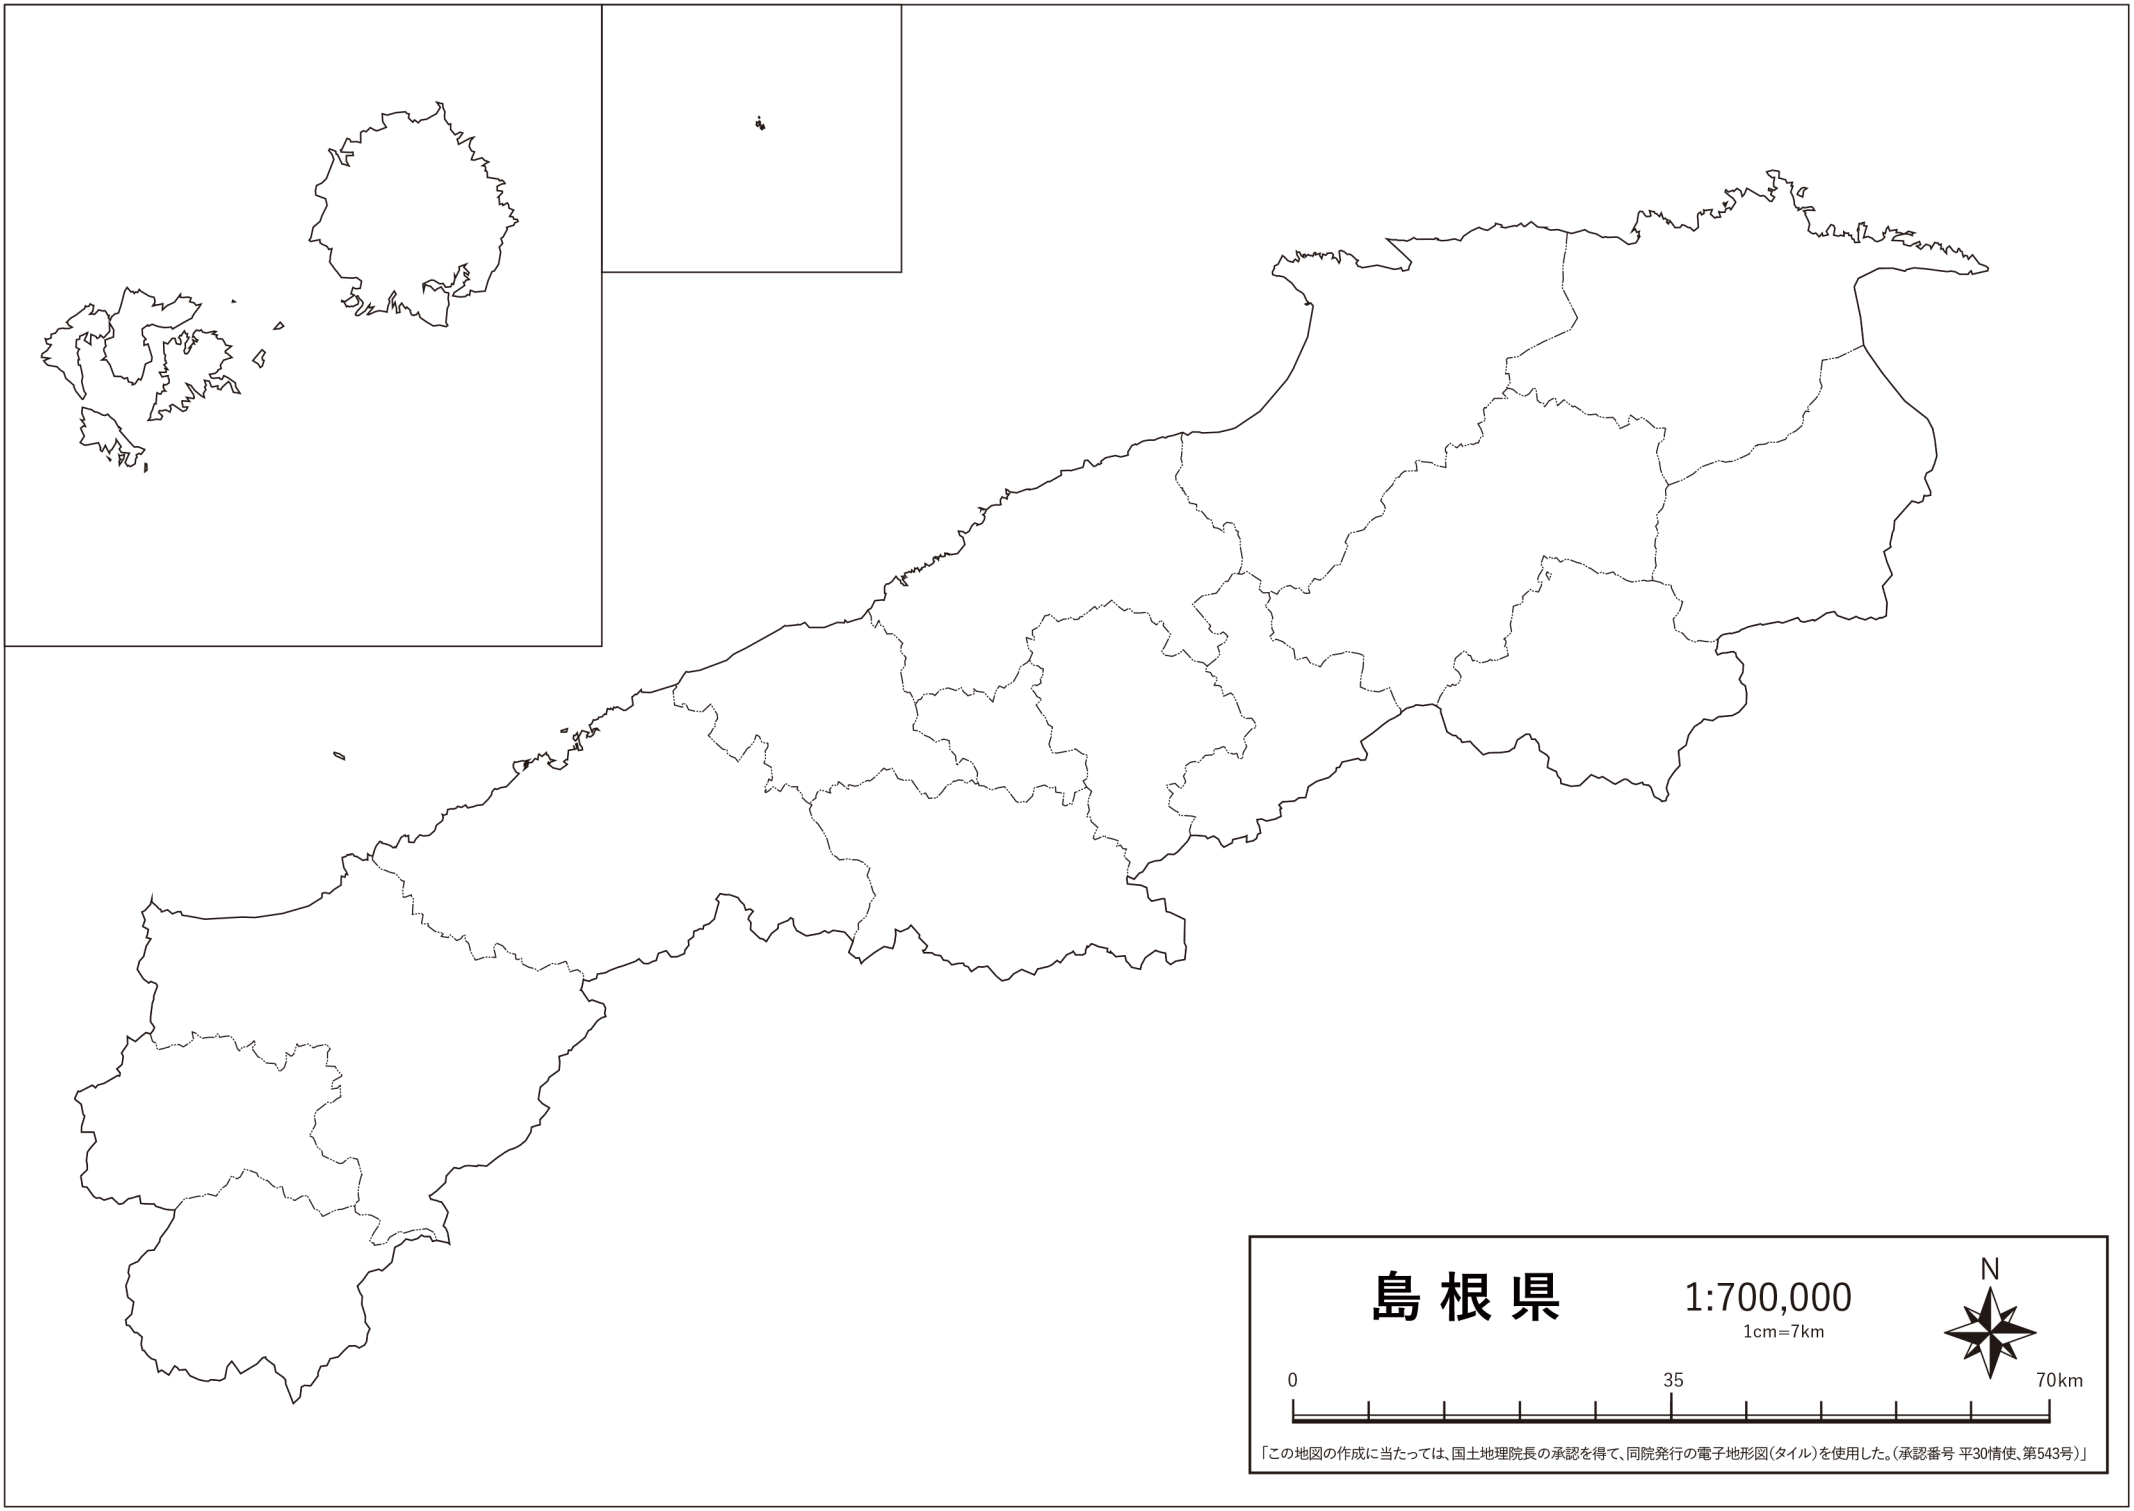 島根県
1:700,000
1cm=7km
N
0 35 70km
「この地図の作成に当たっては、国土地理院長の承認を得て、同院発行の電子地形図(タイル)を使用した。(承認番号 平30情使、第543号)」